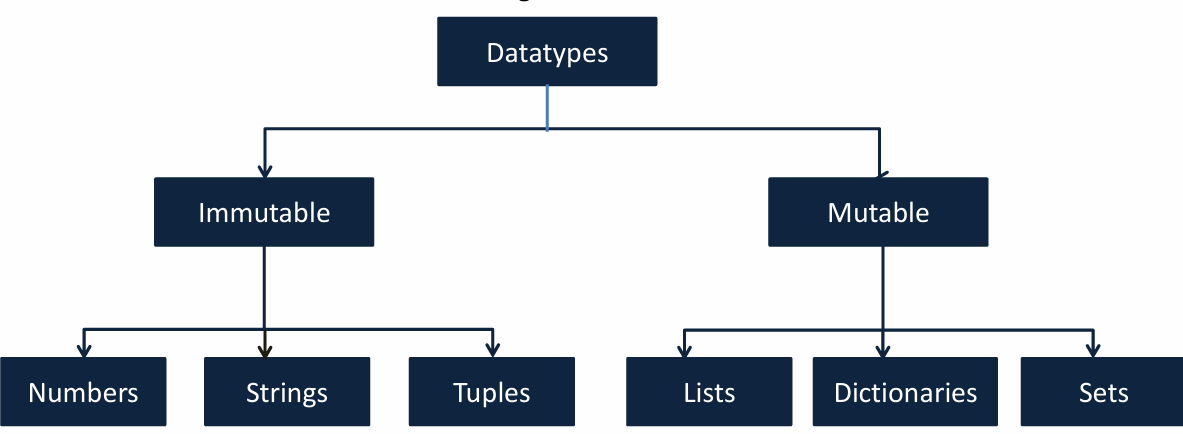 Datatypes
Immutable
Mutable
Numbers
Strings
Tuples
Lists
Dictionaries
Sets